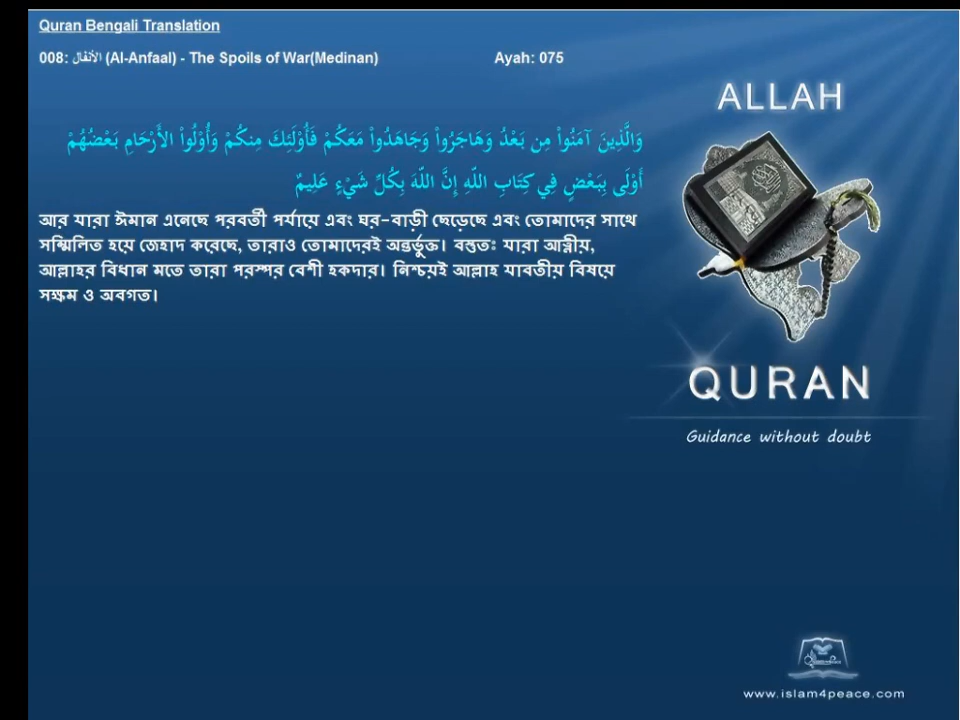 Quran Bengali Translation
008: الأنفال (Al-Anfaal) - The Spoils of War(Medinan) Ayah: 075
وَالَّذِينَ آمَنُواْ مِن بَعْدُ وَهَاجَرُواْ وَجَاهَدُواْ مَعَكُمْ فَأُوْلَئِكَ مِنكُمْ وَأُوْلُواْ الأَرْحَامِ بَعْضُهُمْ
أَوْلَى بِبَعْضٍ فِي كِتَابِ اللّهِ إِنَّ اللّهَ بِكُلِّ شَيْءٍ عَلِيمٌ
আর যারা ঈমান এনেছে পরবর্তী পর্যায়ে এবং ঘর-বাড়ী ছেড়েছে এবং তোমাদের সাথে
সম্মিলিত হয়ে জেহাদ করেছে, তারাও তোমাদেরই অন্তর্ভুক্ত। বস্তুতঃ যারা আত্নীয়,
আল্লাহর বিধান মতে তারা পরস্পর বেশী হকদার। নিশ্চয়ই আল্লাহ যাবতীয় বিষয়ে
সক্ষম ও অবগত।
ALLAH
QURAN
Guidance without doubt
www.islam4peace.com